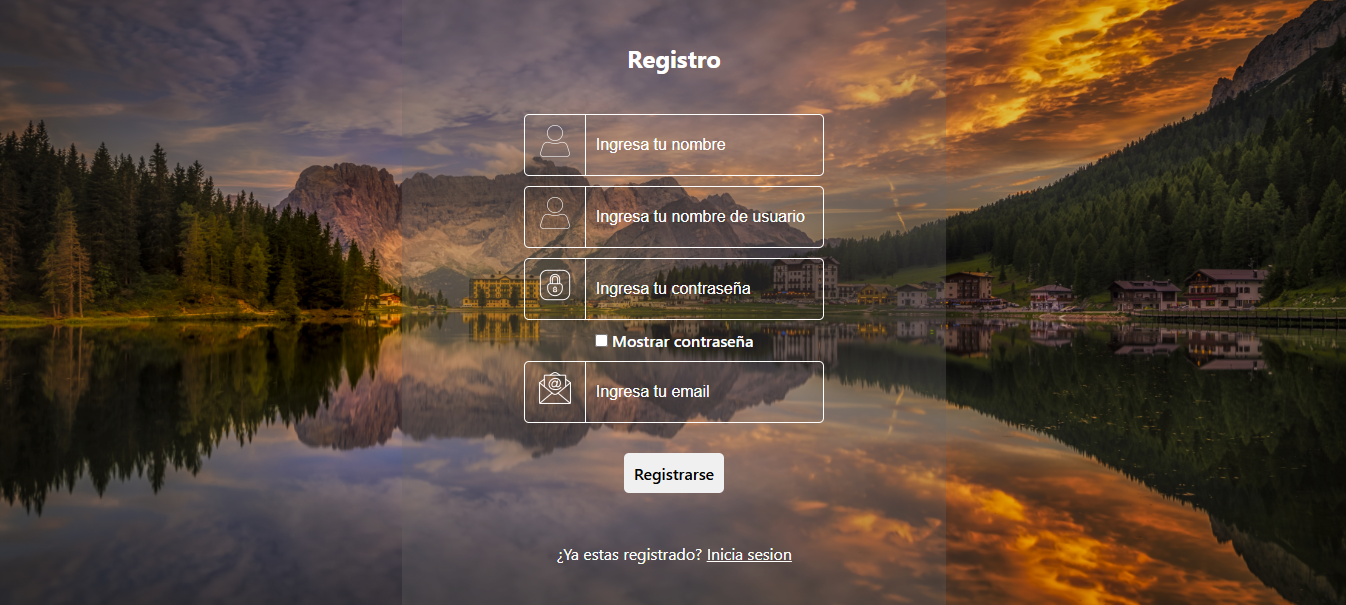 Registro
Ingresa tu nombre
Ingresa tu nombre de usuario
Ingresa tu contraseña
Mostrar contraseña
@
Ingresa tu email
Registrarse
¿Ya estas registrado? Inicia sesion